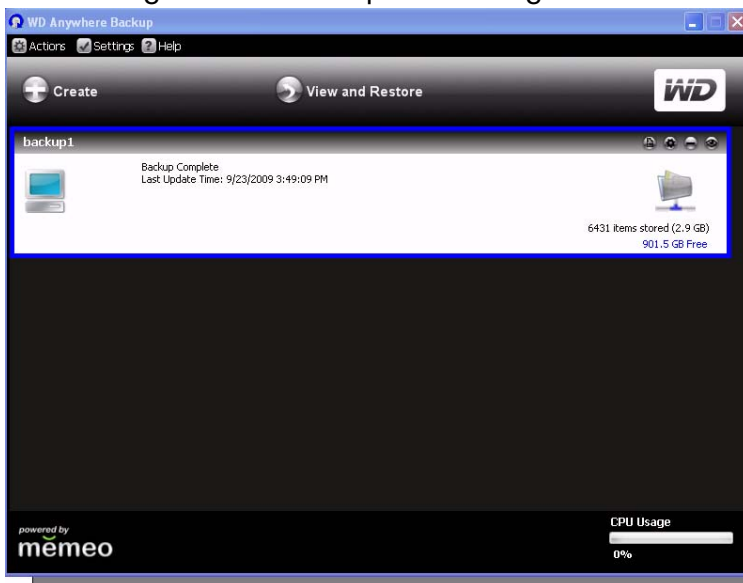 WD Anywhere Backup
Actions Settings Help
Create View and Restore WD
backup1
Backup Complete
Last Update Time: 9/23/2009 3:49:09 PM
6431 items stored (2.9 GB)
901.5 GB Free
powered by
memeo
CPU Usage
0%